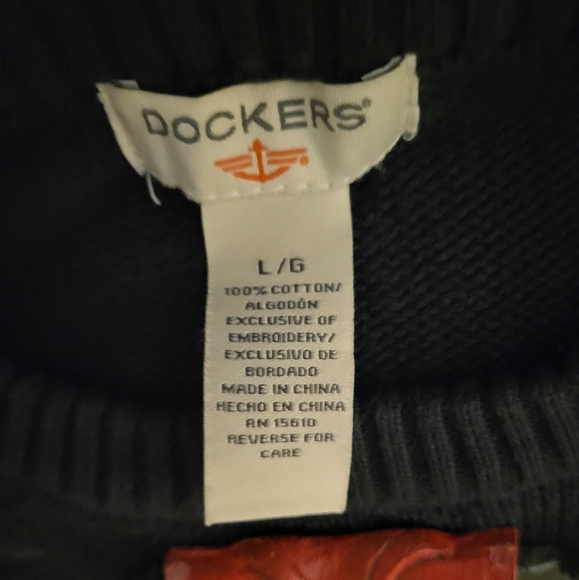 DOCKERS®
L/G
100% COTTON/
ALGODÓN
EXCLUSIVE OF
EMBROIDERY/
EXCLUSIVO DE
BORDADO
MADE IN CHINA
HECHO EN CHINA
RN 15610
REVERSE FOR
CARE